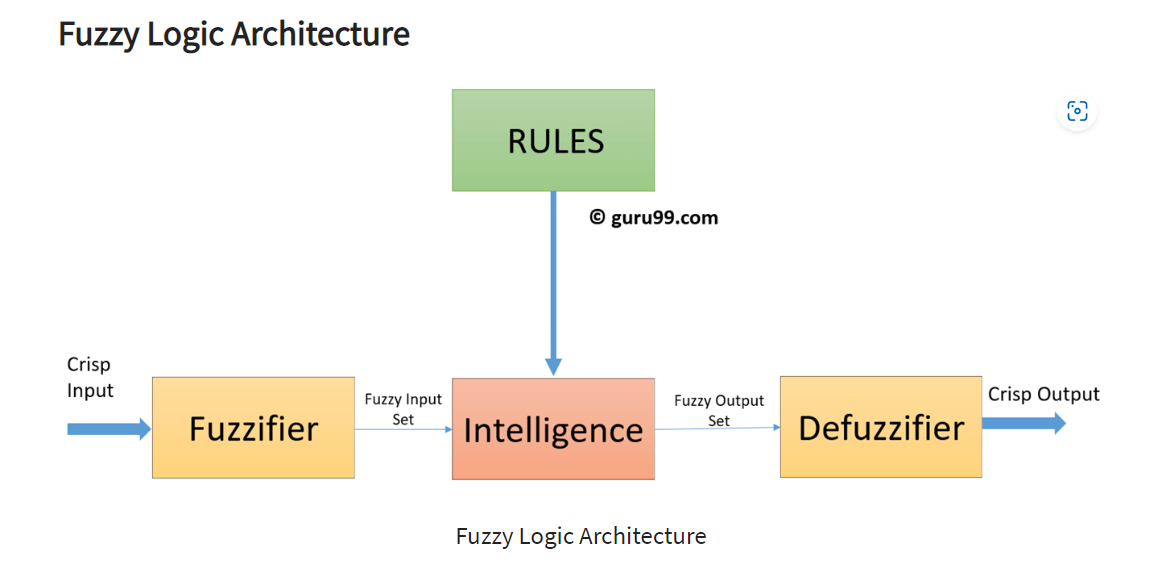 Fuzzy Logic Architecture
RULES
© guru99.com
Crisp
Input
Fuzzifier
Fuzzy Input
Set
Intelligence
Fuzzy Output
Set
Defuzzifier
Crisp Output
Fuzzy Logic Architecture